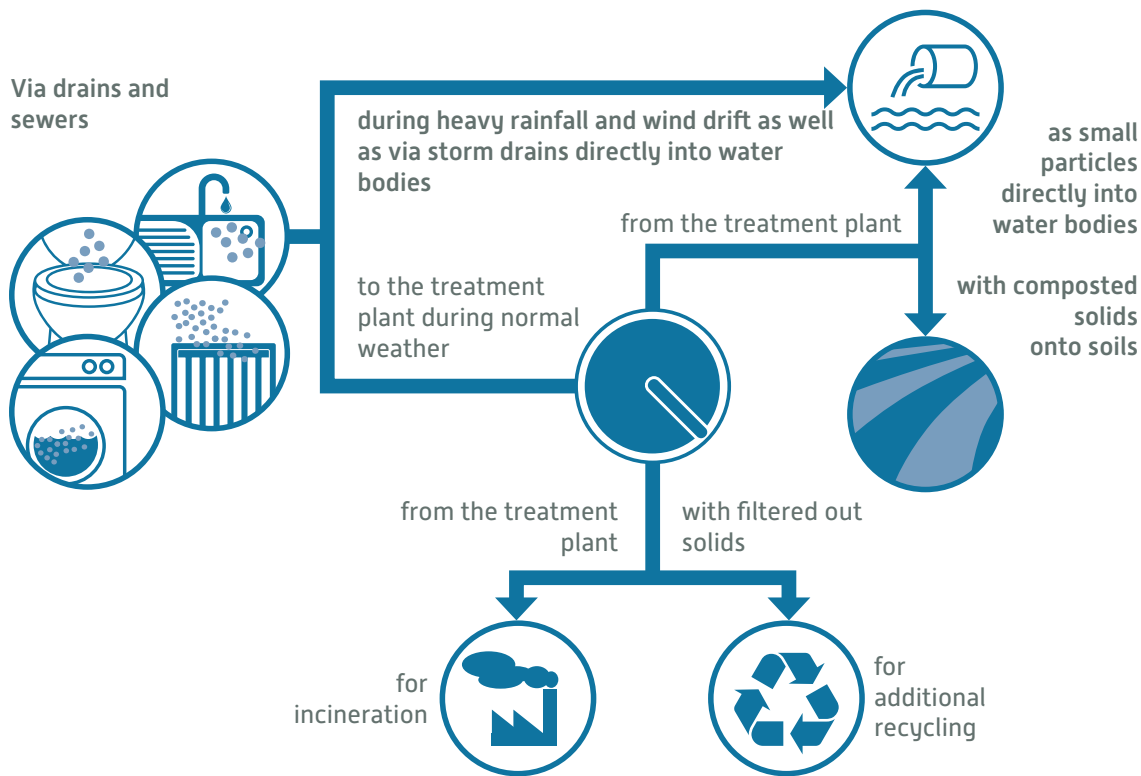 Via drains and
sewers
during heavy rainfall and wind drift as well
as via storm drains directly into water
bodies
as small
particles
directly into
water bodies
from the treatment plant
to the treatment
plant during normal
weather
with composted
solids
onto soils
from the treatment
plant
with filtered out
solids
for
incineration
for
additional
recycling